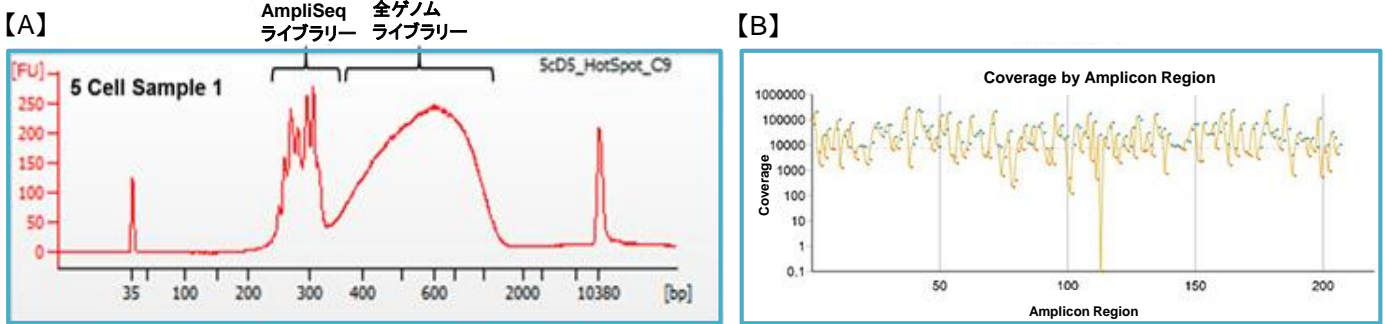 【A】
AmpliSeq
ライブラリー
全ゲノム
ライブラリー
[FU]
5 Cell Sample 1
5cDS_HotSpot_C9
250
200
150
100
50
0
35 100 200 300 400 600 2000 10380 [bp]
【B】
Coverage by Amplicon Region
Coverage
1000000
100000
10000
1000
100
10
1
0.1
50 100 150 200
Amplicon Region